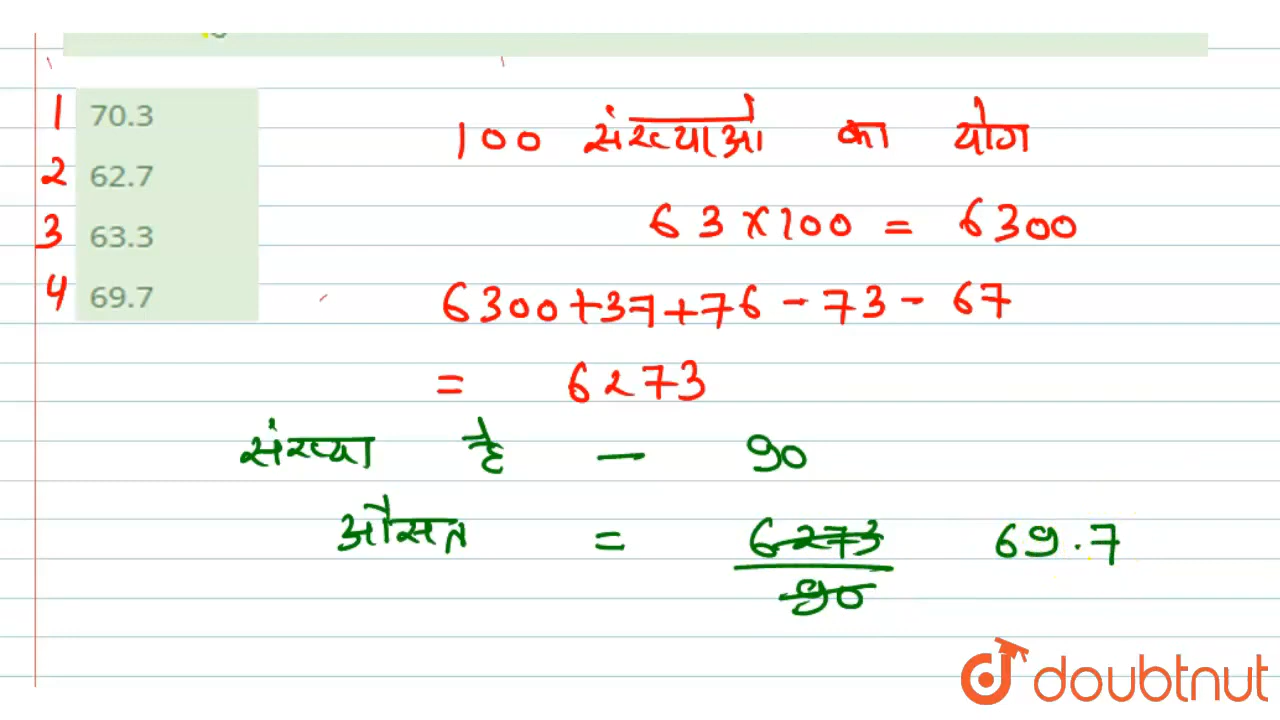 1 70.3
2 62.7
3 63.3
4 69.7
100 संख्याओं का योग
63 x 100 = 6300
6300 + 37 + 76 - 73 - 67
= 6273
संख्या है - 90
औसत = 6273 / 90 69.7
doubtnut